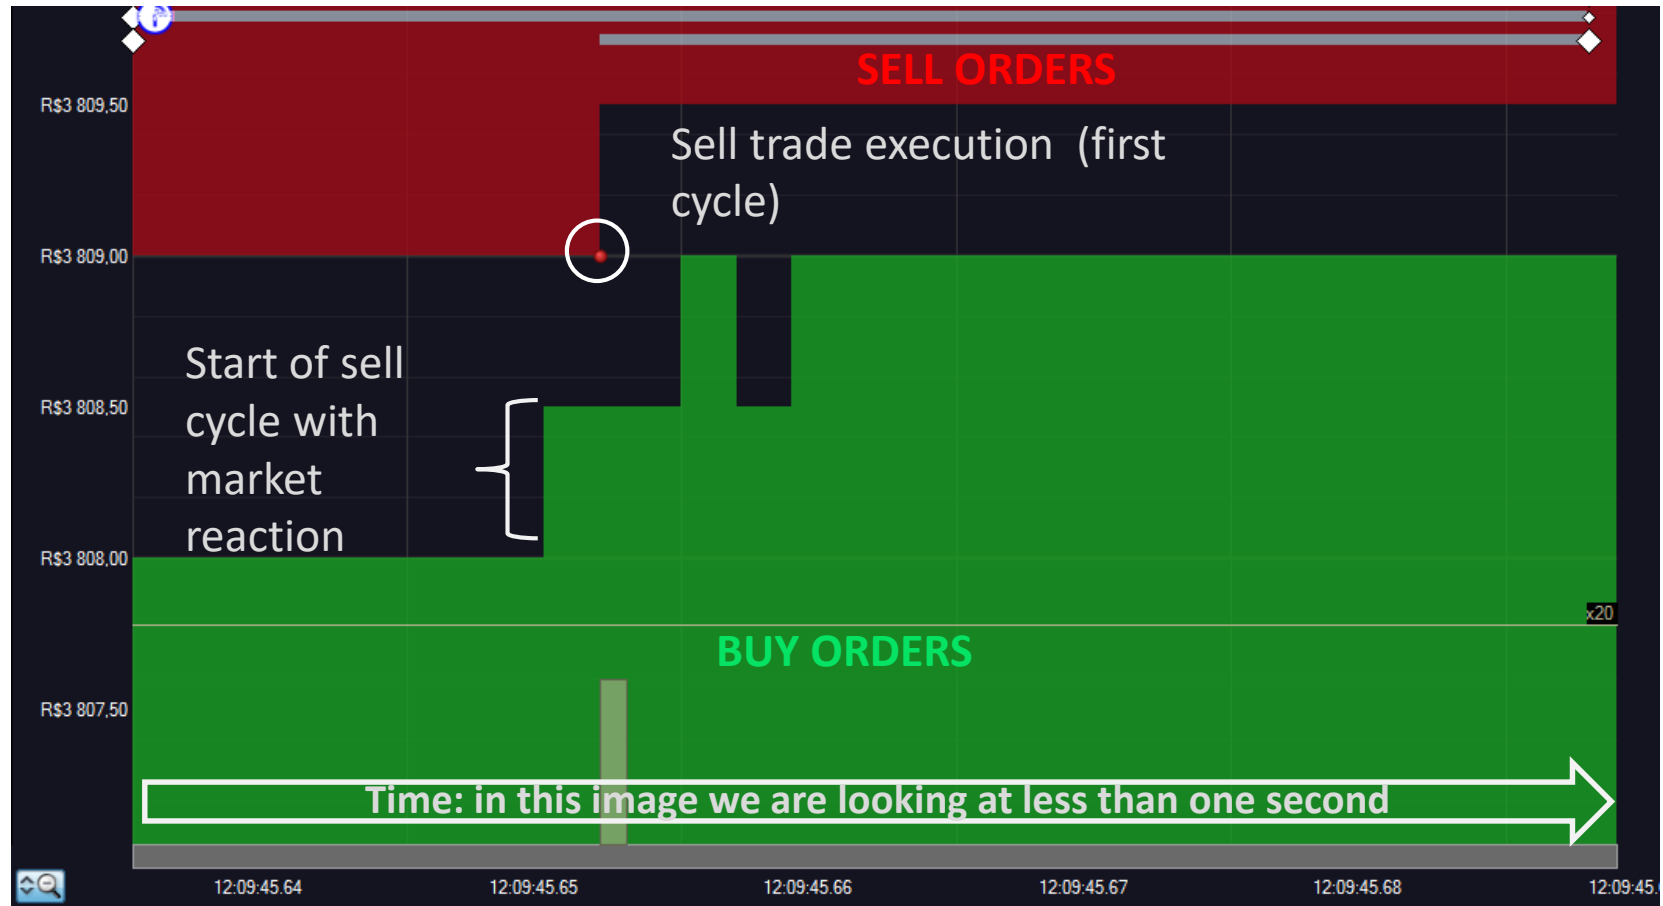 SELL ORDERS
R$3 809,50
Sell trade execution (first
cycle)
R$3 809,00
Start of sell
cycle with
market
reaction
R$3 808,50
R$3 808,00
x20
BUY ORDERS
R$3 807,50
Time: in this image we are looking at less than one second
12:09:45.64
12:09:45.65
12:09:45.66
12:09:45.67
12:09:45.68
12:09:45.